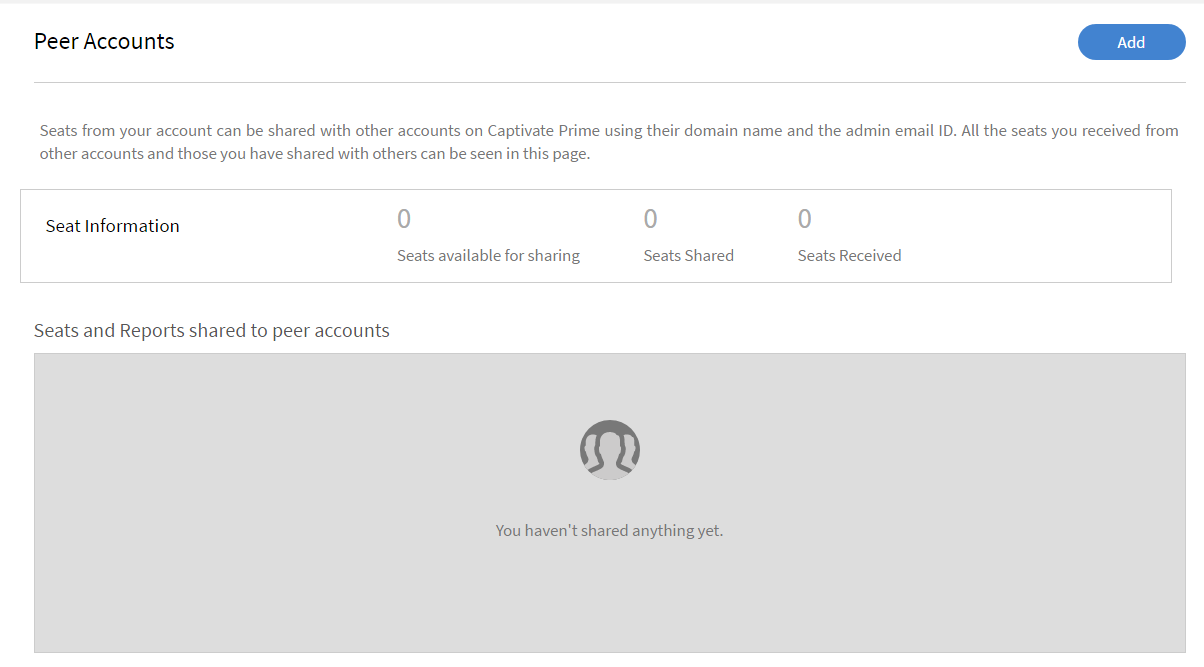 Peer Accounts
Add
Seats from your account can be shared with other accounts on Captivate Prime using their domain name and the admin email ID. All the seats you received from
other accounts and those you have shared with others can be seen in this page.
Seat Information
0
0
0
Seats available for sharing
Seats Shared
Seats Received
Seats and Reports shared to peer accounts
You haven't shared anything yet.